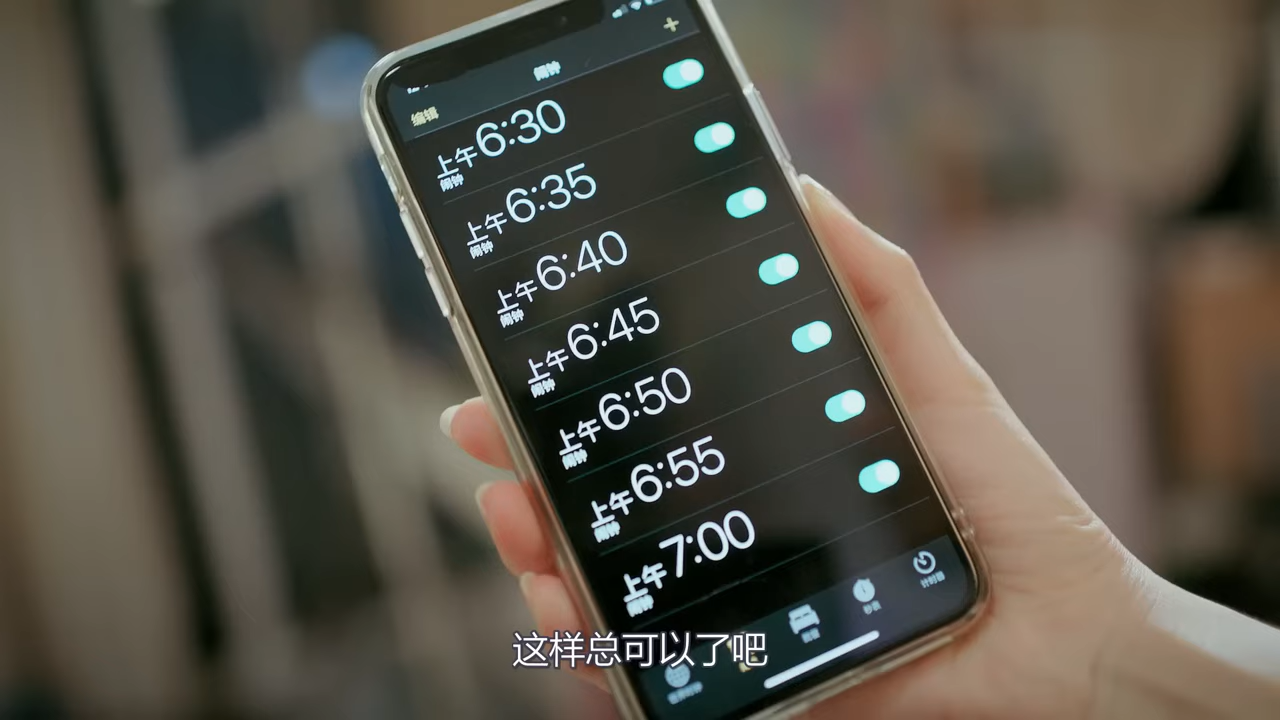 闹钟
编辑
上午6:30
闹钟
上午6:35
闹钟
上午6:40
闹钟
上午6:45
闹钟
上午6:50
闹钟
上午6:55
闹钟
上午7:00
闹钟
秒表
计时器
这样总可以了吧